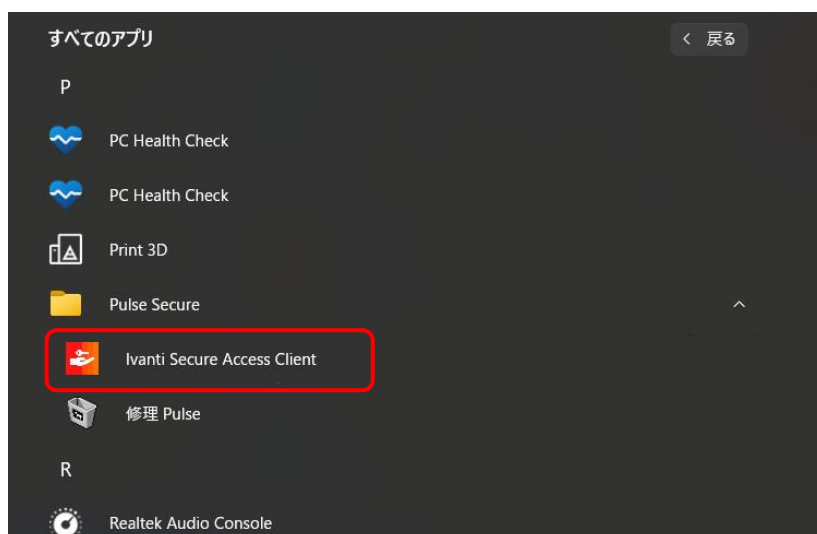 すべてのアプリ
戻る
P
PC Health Check
PC Health Check
Print 3D
Pulse Secure
Ivanti Secure Access Client
修理 Pulse
R
Realtek Audio Console